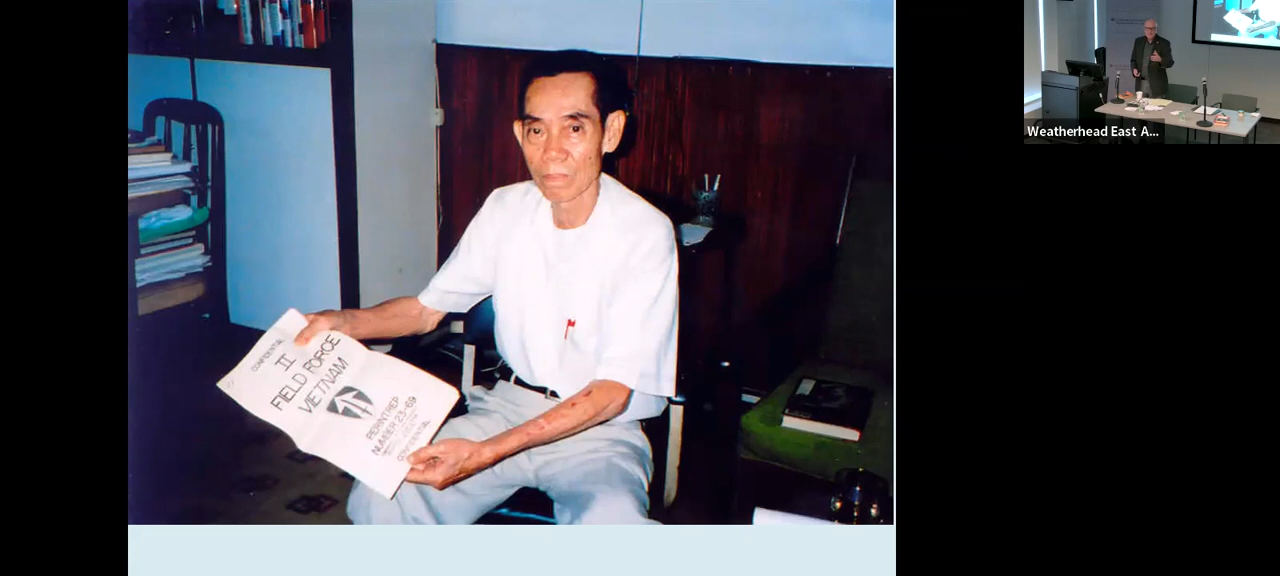 CONFIDENTIAL
II
FIELD FORCE
VIETNAM
PERINTREP
NUMBER 23-69
CONFIDENTIAL
Weatherhead East A...